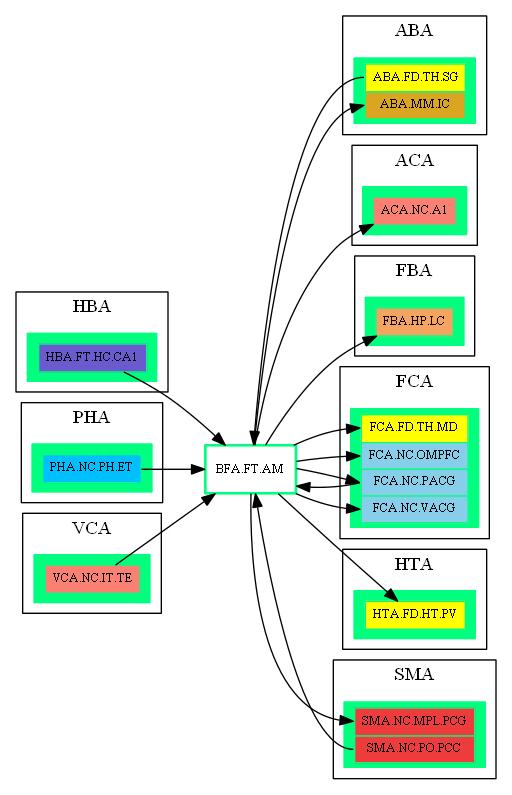 ABA
ABA.FD.TH.SG
ABA.MM.IC
ACA
ACA.NC.A1
FBA
FBA.HP.LC
HBA
HBA.FT.HC.CA1
FCA
FCA.FD.TH.MD
FCA.NC.OMPFC
FCA.NC.PACG
FCA.NC.VACG
PHA
PHA.NC.PH.ET
BFA.FT.AM
VCA
VCA.NC.IT.TE
HTA
HTA.FD.HT.PV
SMA
SMA.NC.MPL.PCG
SMA.NC.PO.PCC